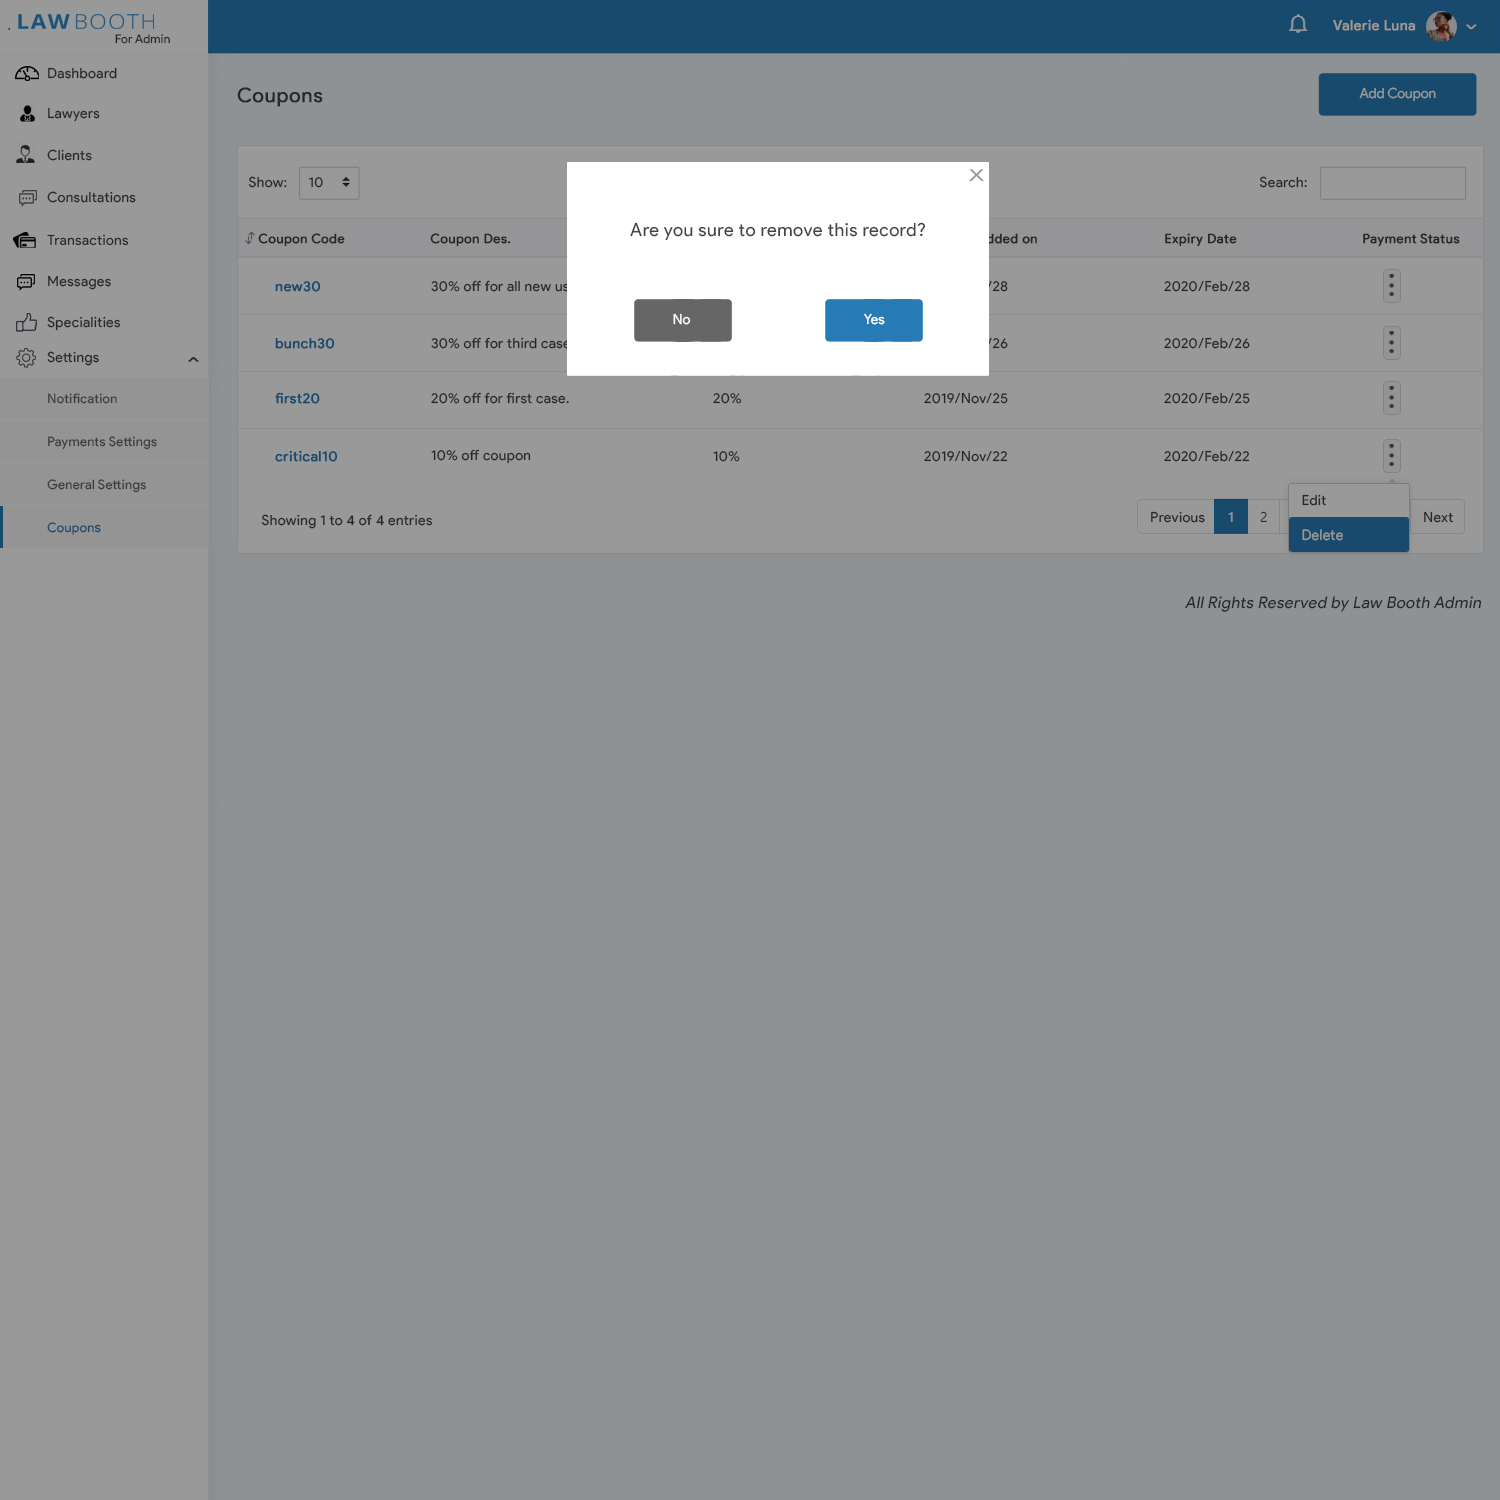 LAW BOOTH
For Admin
Valerie Luna
Dashboard
Lawyers
Clients
Consultations
Transactions
Messages
Specialities
Settings
Notification
Payments Settings
General Settings
Coupons
Coupons
Add Coupon
Show: 10
Search:
Coupon Code Coupon Des. dded on Expiry Date Payment Status
new30 30% off for all new us /28 2020/Feb/28
bunch30 30% off for third case /26 2020/Feb/26
first20 20% off for first case. 20% 2019/Nov/25 2020/Feb/25
critical10 10% off coupon 10% 2019/Nov/22 2020/Feb/22
Showing 1 to 4 of 4 entries
Previous 1 2 Next
Edit
Delete
Are you sure to remove this record?
No Yes
All Rights Reserved by Law Booth Admin